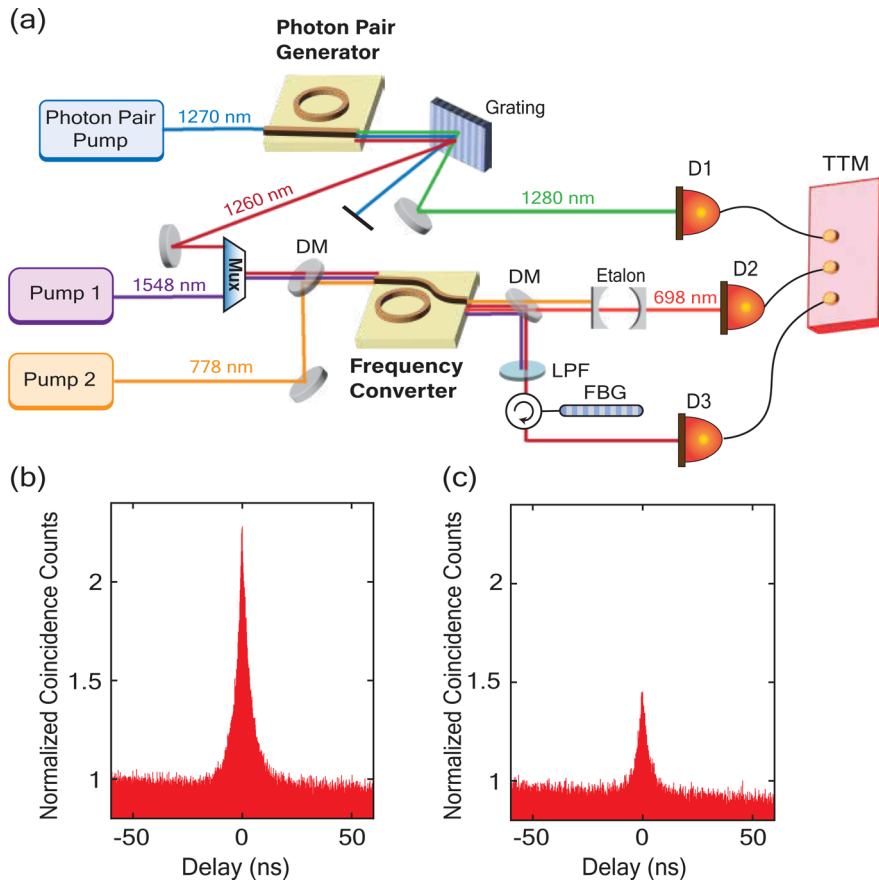 (a)
Photon Pair
Generator
Photon Pair
Pump
1270 nm
Grating
1260 nm
1280 nm
D1
TTM
Mux
DM
Pump 1
1548 nm
DM
Etalon
698 nm
D2
Pump 2
778 nm
Frequency
Converter
LPF
FBG
D3
(b)
Normalized Coincidence Counts
2
1.5
1
-50
0
50
Delay (ns)
(c)
Normalized Coincidence Counts
2
1.5
1
-50
0
50
Delay (ns)